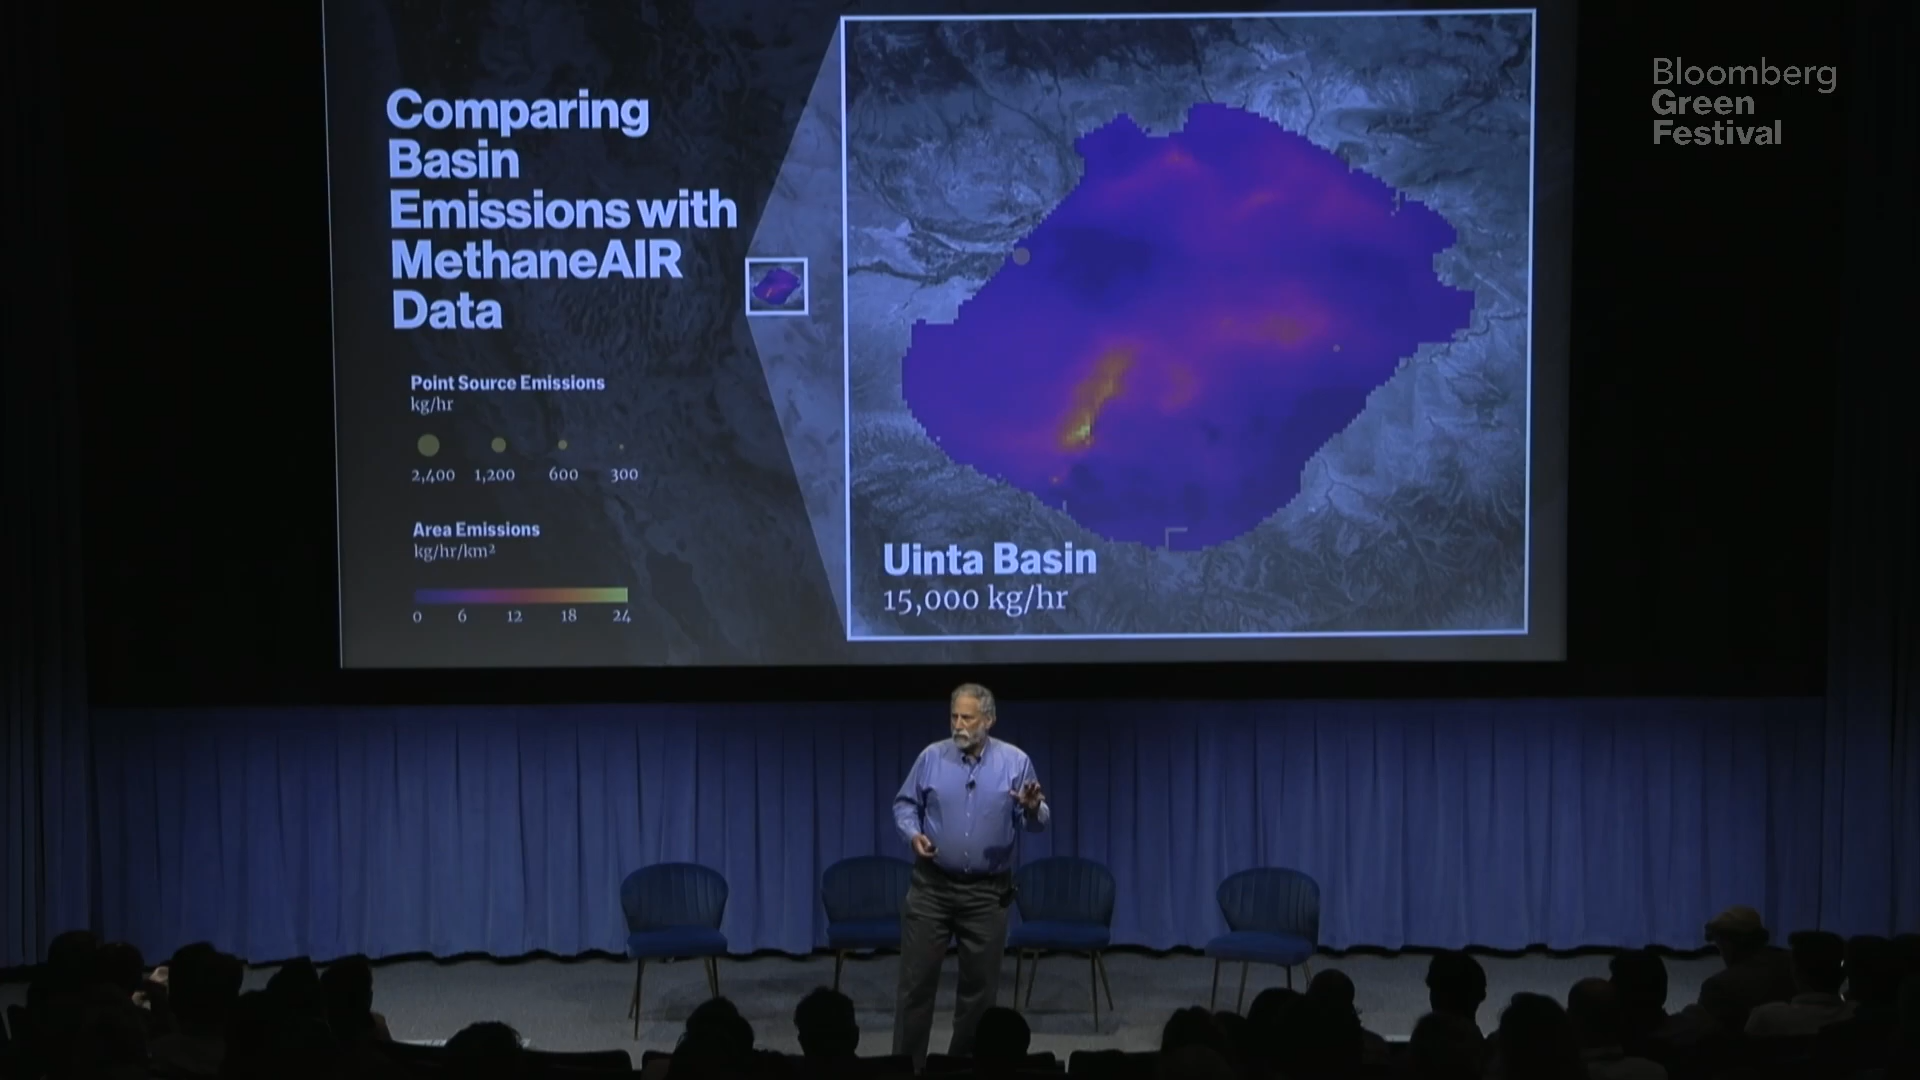 Comparing
Basin
Emissions with
MethaneAIR
Data
Point Source Emissions
kg/hr
2,400 1,200 600 300
Area Emissions
kg/hr/km²
0 6 12 18 24
Uinta Basin
15,000 kg/hr
Bloomberg
Green
Festival